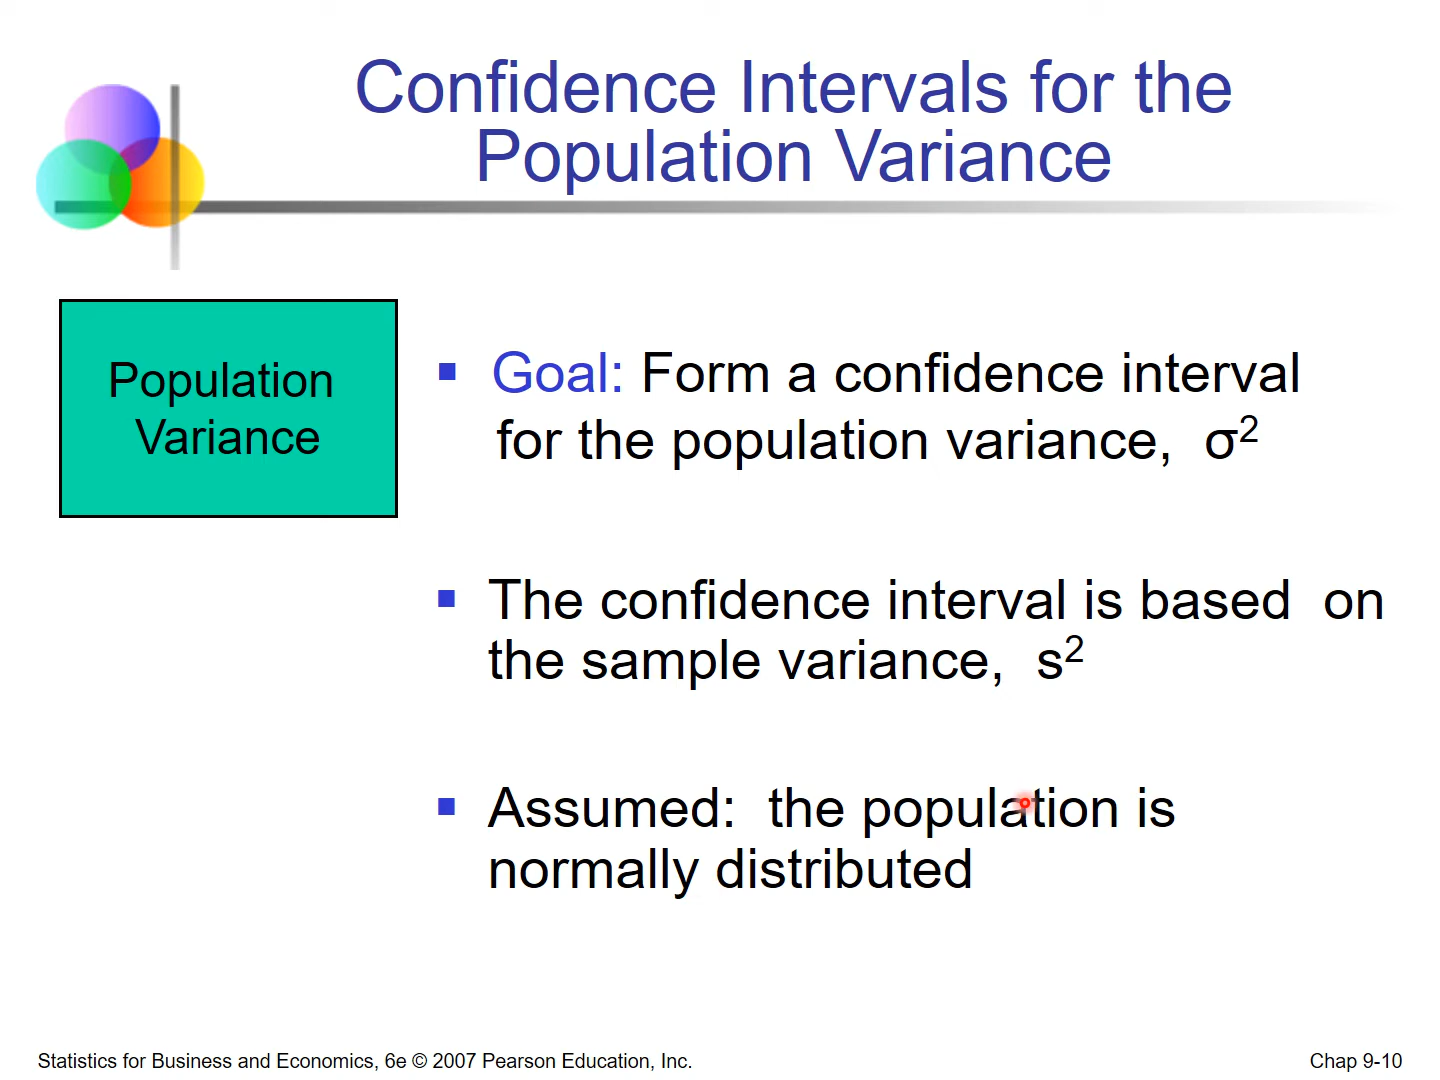 Confidence Intervals for the
Population Variance
Population
Variance
Goal: Form a confidence interval
for the population variance, σ²
The confidence interval is based on
the sample variance, s²
Assumed: the population is
normally distributed
Statistics for Business and Economics, 6e © 2007 Pearson Education, Inc.
Chap 9-10